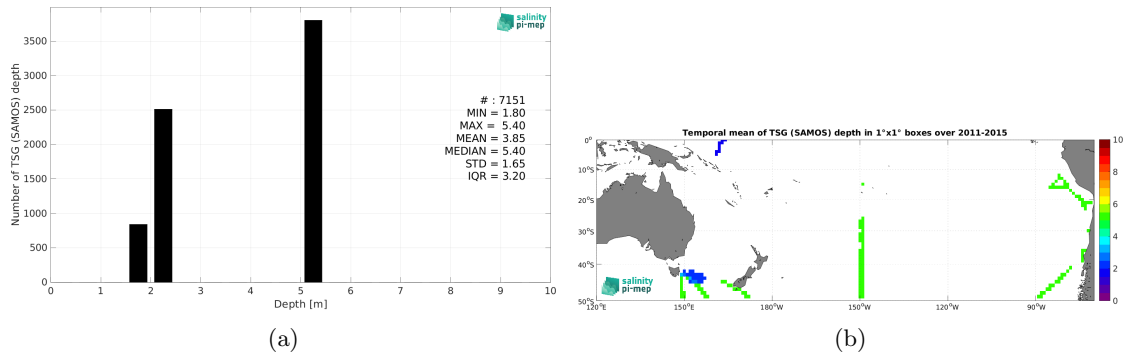 salinity
pi-mep
Number of TSG (SAMOS) depth
3500
3000
2500
2000
1500
1000
500
0
# : 7151
MIN = 1.80
MAX = 5.40
MEAN = 3.85
MEDIAN = 5.40
STD = 1.65
IQR = 3.20
0 1 2 3 4 5 6 7 8 9 10
Depth [m]
(a)
Temporal mean of TSG (SAMOS) depth in 1°x1° boxes over 2011-2015
0°
10°S
20°S
30°S
40°S
50°S
120°E 150°E 180°W 150°W 120°W 90°W
salinity
pi-mep
10
8
6
4
2
0
(b)